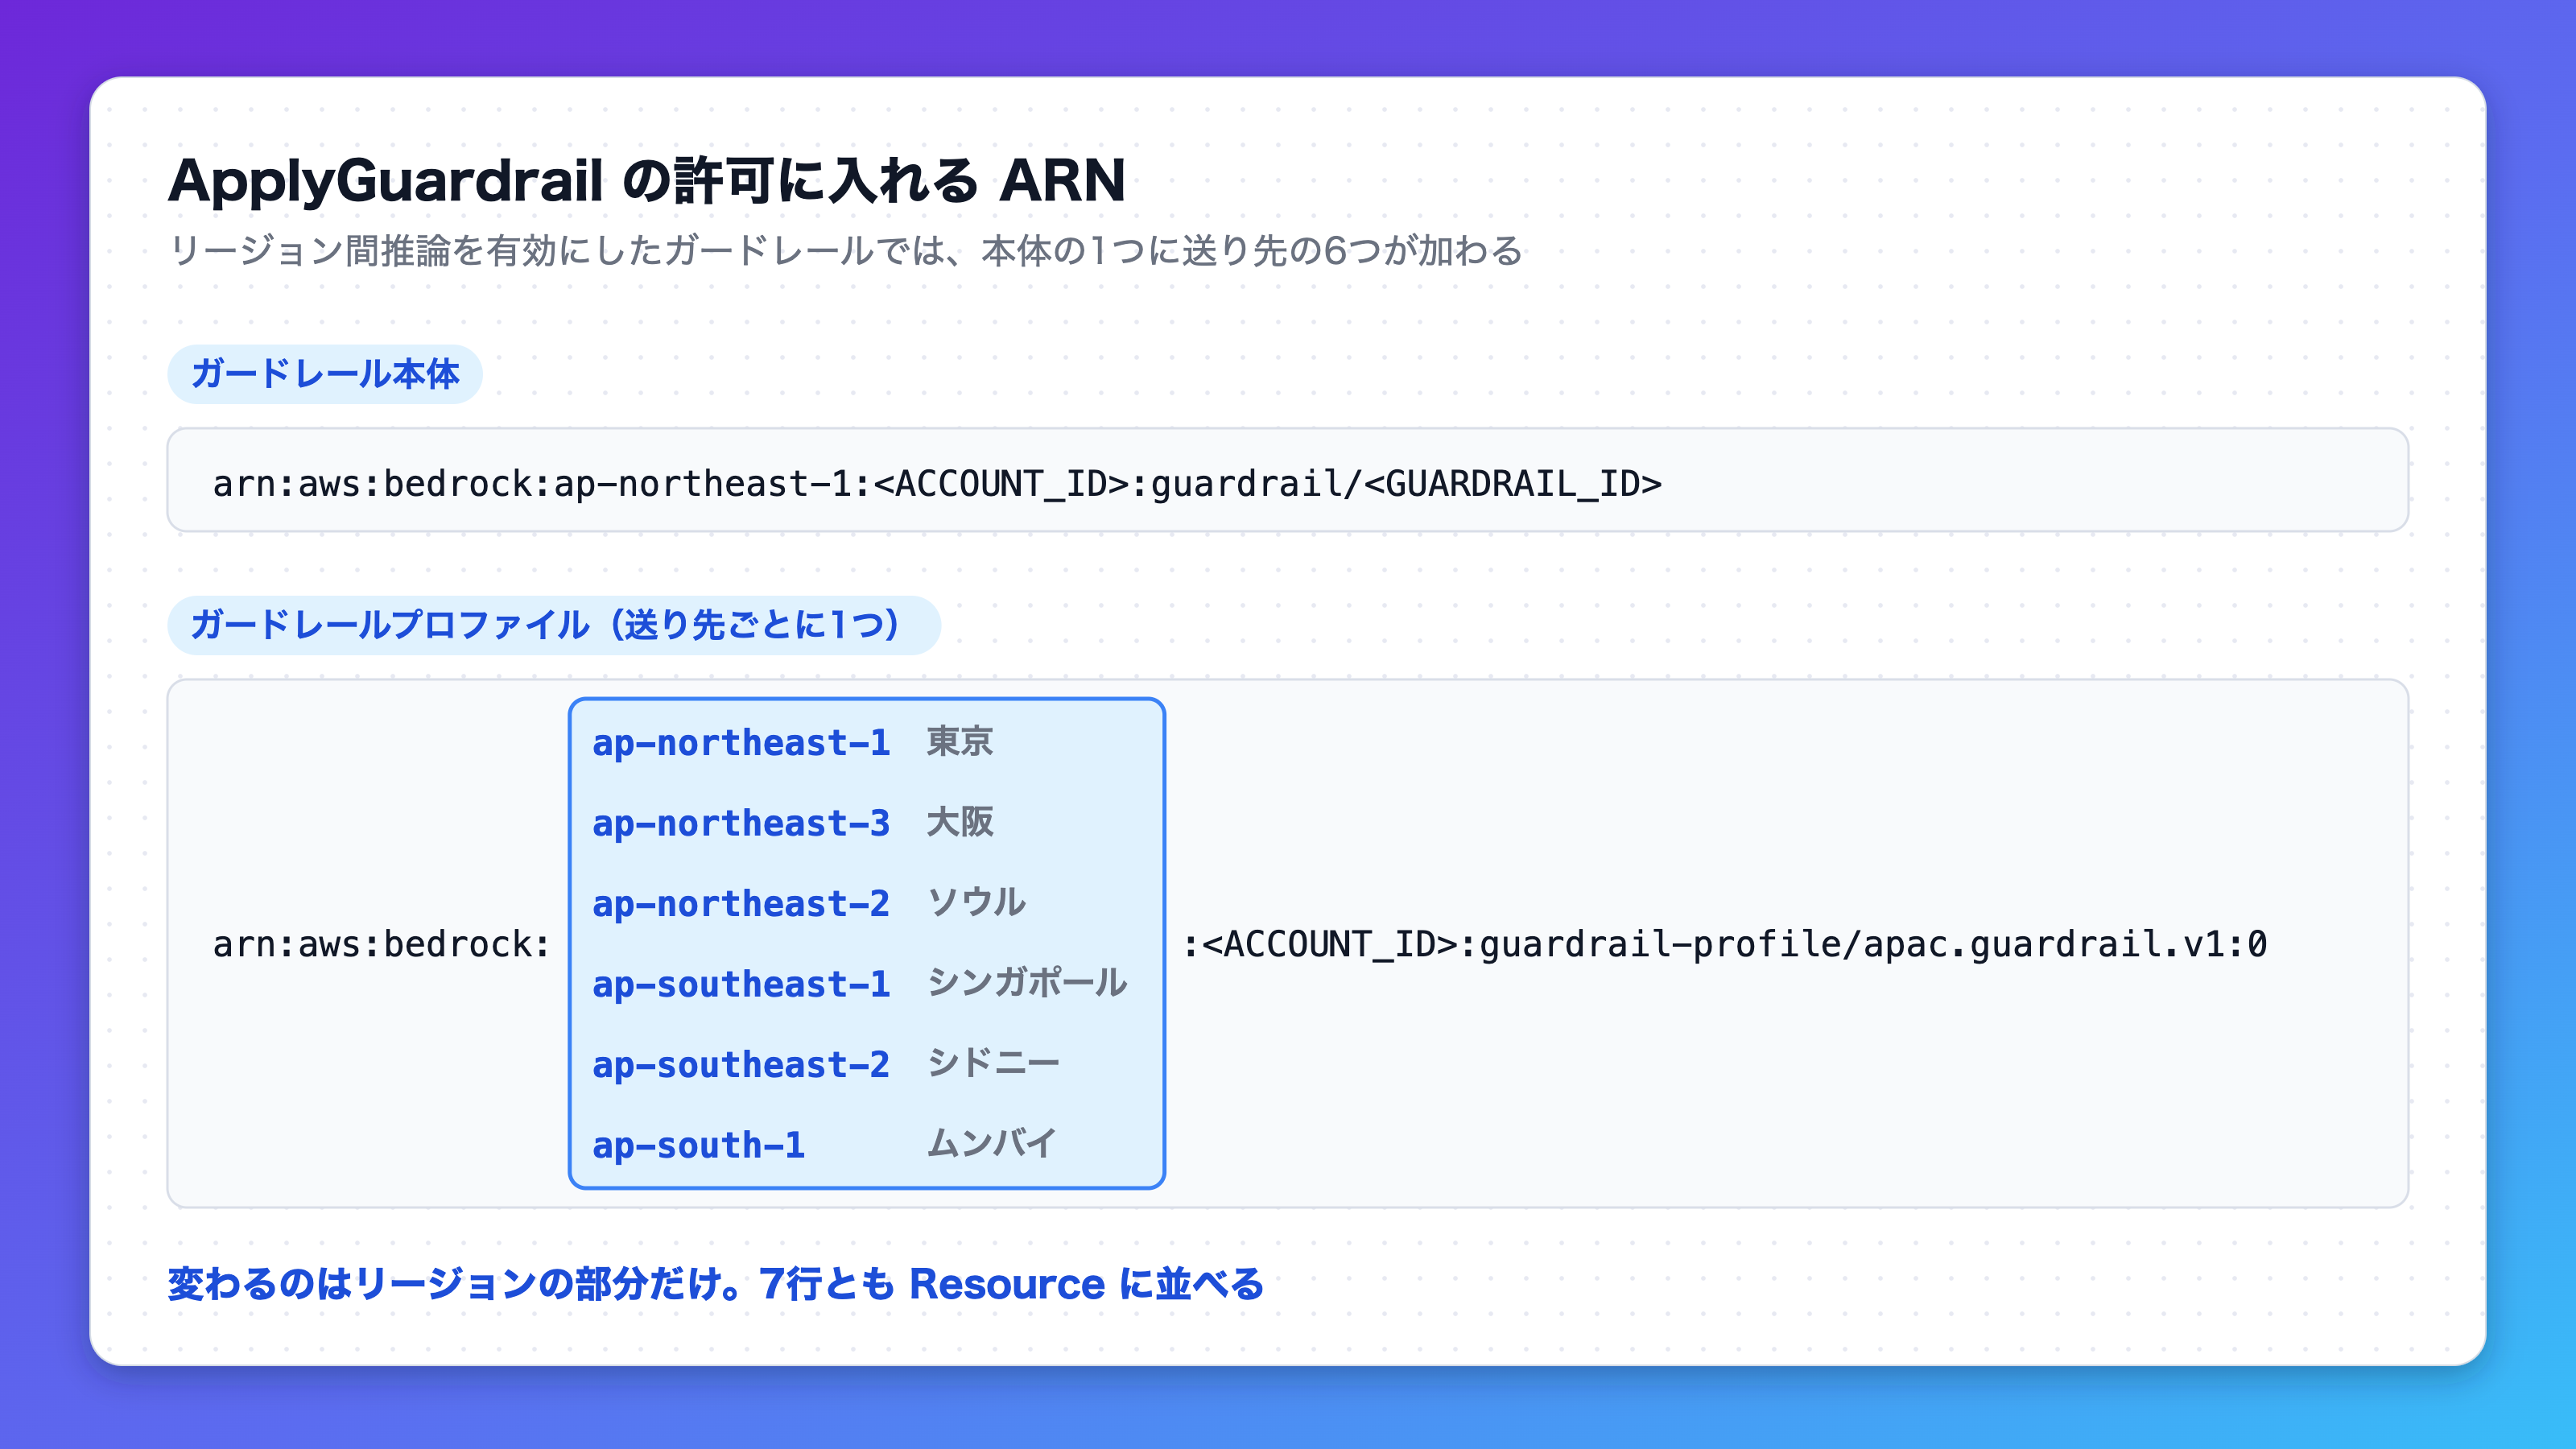 ApplyGuardrail の許可に入れる ARN
リージョン間推論を有効にしたガードレールでは、本体の1つに送り先の6つが加わる
ガードレール本体
arn:aws:bedrock:ap-northeast-1:<ACCOUNT_ID>:guardrail/<GUARDRAIL_ID>
ガードレールプロファイル（送り先ごとに1つ）
arn:aws:bedrock:
ap-northeast-1 東京
ap-northeast-3 大阪
ap-northeast-2 ソウル
ap-southeast-1 シンガポール
ap-southeast-2 シドニー
ap-south-1 ムンバイ
:<ACCOUNT_ID>:guardrail-profile/apac.guardrail.v1:0
変わるのはリージョンの部分だけ。7行とも Resource に並べる